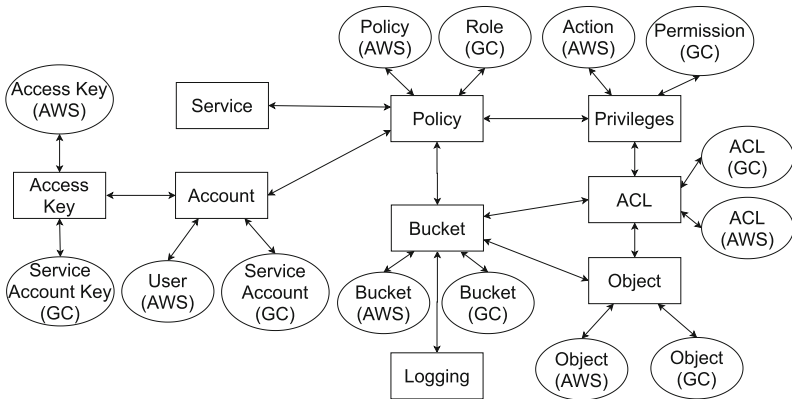 Policy
(AWS)
Role
(GC)
Action
(AWS)
Permission
(GC)
Access Key
(AWS)
Service
Policy
Privileges
ACL
(GC)
Access
Key
Account
ACL
ACL
(AWS)
Bucket
Service
Account Key
(GC)
User
(AWS)
Service
Account
(GC)
Bucket
(AWS)
Bucket
(GC)
Object
Logging
Object
(AWS)
Object
(GC)